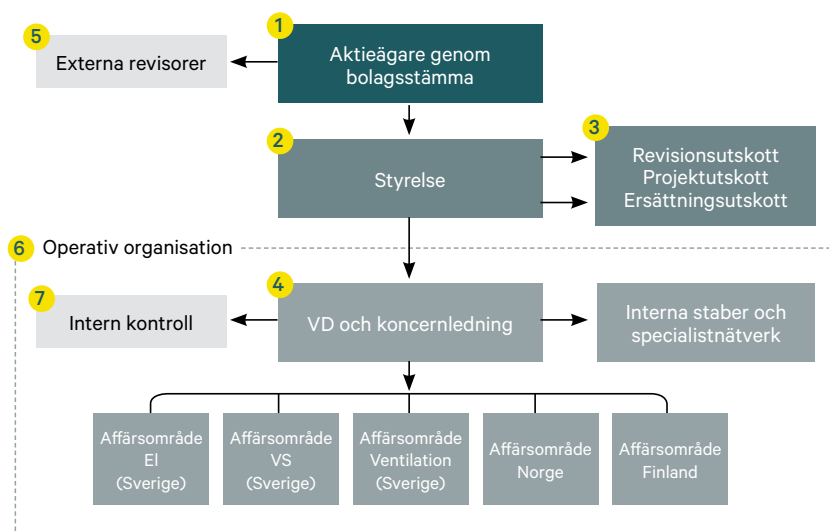 5
Externa revisorer
1
Aktieägare genom
bolagsstämma
2
Styrelse
3
Revisionsutskott
Projektutskott
Ersättningsutskott
6 Operativ organisation
7
Intern kontroll
4
VD och koncernledning
Interna staber och
specialistnätverk
Affärsområde
El
(Sverige)
Affärsområde
VS
(Sverige)
Affärsområde
Ventilation
(Sverige)
Affärsområde
Norge
Affärsområde
Finland